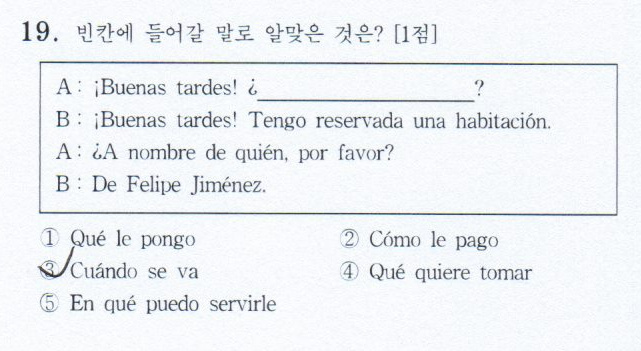 19. 빈칸에 들어갈 말로 알맞은 것은? [1점]
A : ¡Buenas tardes! ¿____________________?
B : ¡Buenas tardes! Tengo reservada una habitación.
A : ¿A nombre de quién, por favor?
B : De Felipe Jiménez.
① Qué le pongo ② Cómo le pago
③ Cuándo se va ④ Qué quiere tomar
⑤ En qué puedo servirle